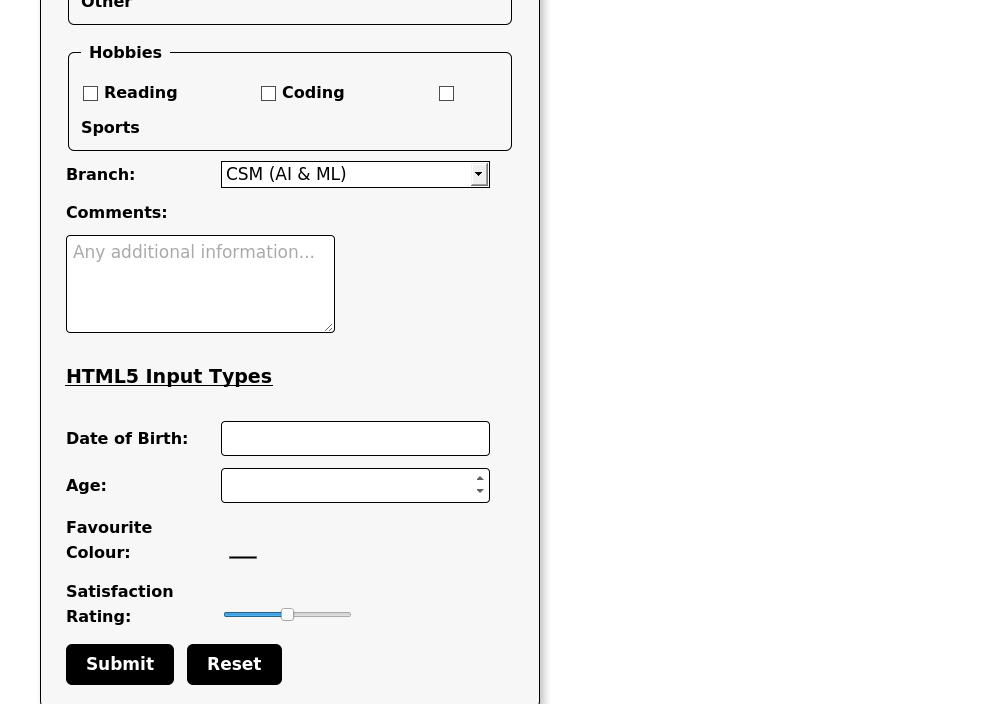 Other
Hobbies
Reading Coding
Sports
Branch: CSM (AI & ML)
Comments:
Any additional information...
HTML5 Input Types
Date of Birth:
Age:
Favourite
Colour:
Satisfaction
Rating:
Submit Reset